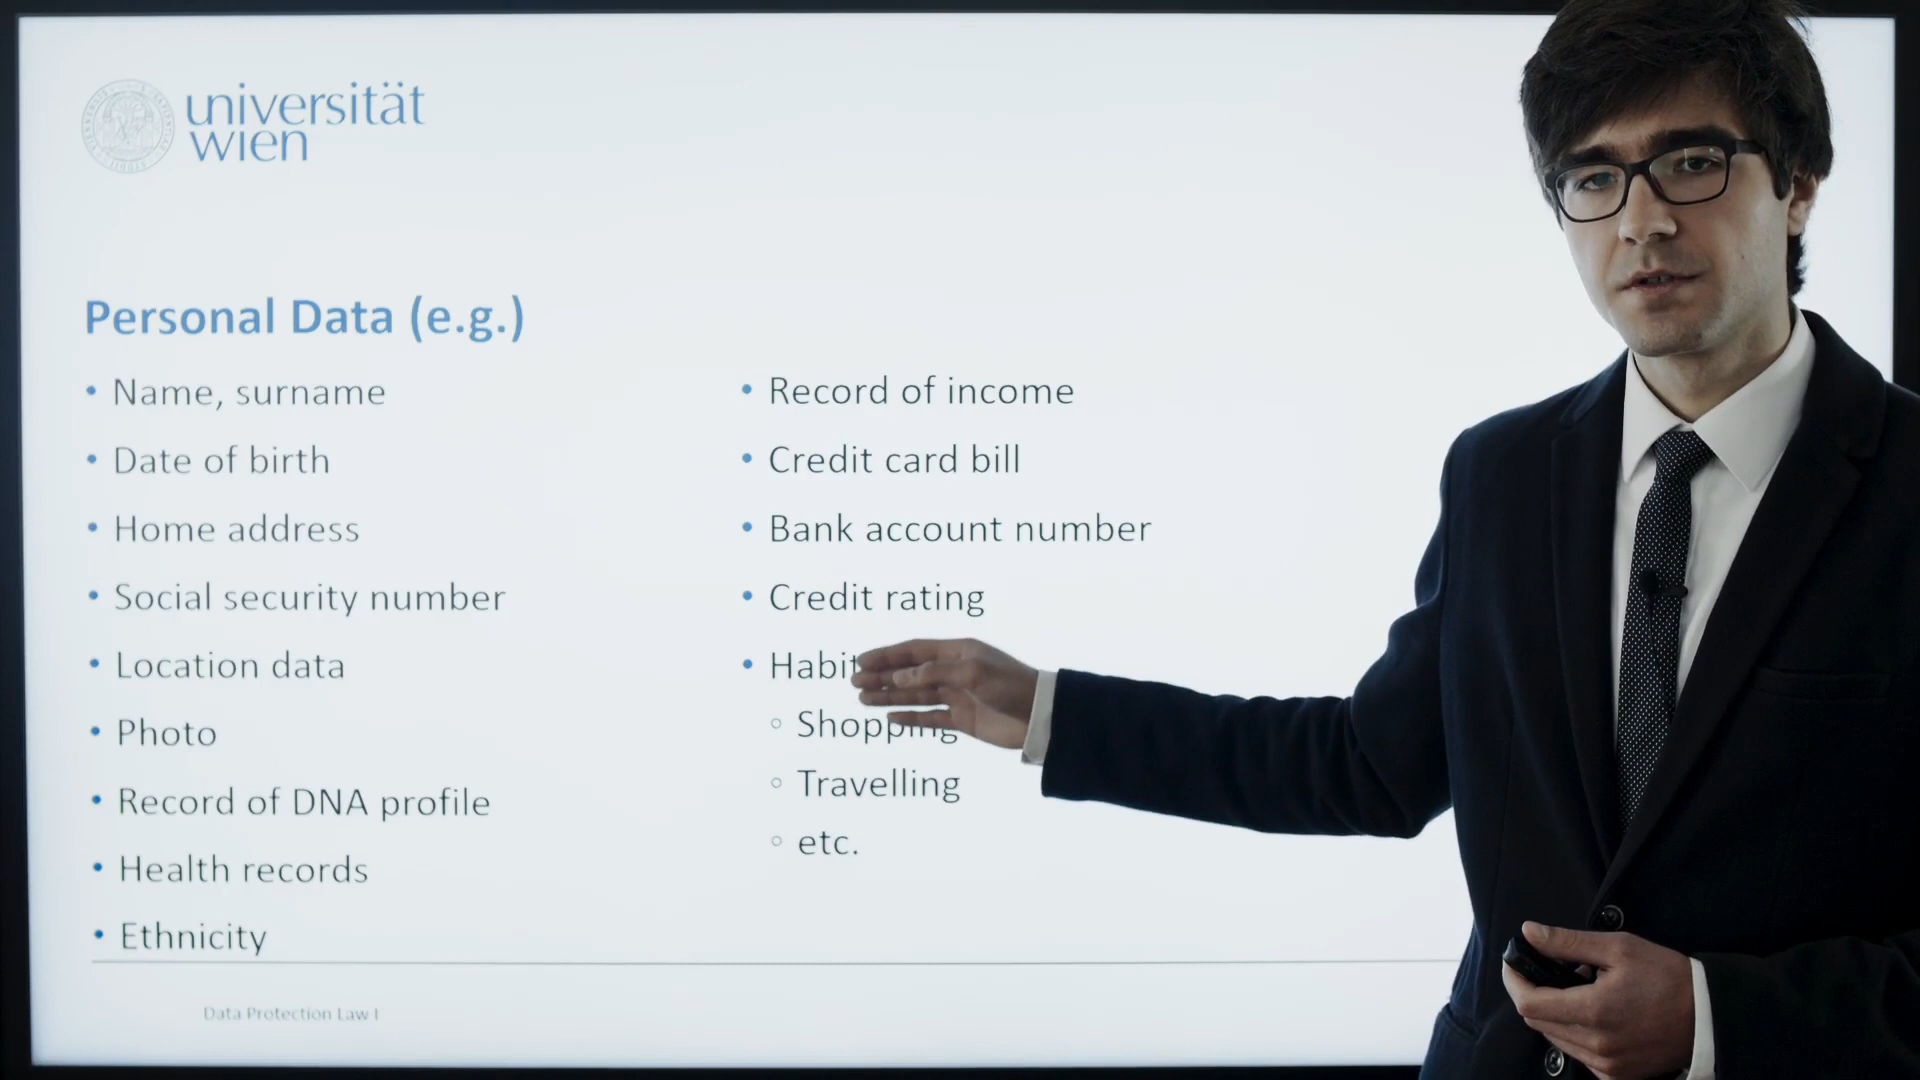 universität
wien
Personal Data (e.g.)
• Name, surname
• Date of birth
• Home address
• Social security number
• Location data
• Photo
• Record of DNA profile
• Health records
• Ethnicity
• Record of income
• Credit card bill
• Bank account number
• Credit rating
• Habit
◦ Shopping
◦ Travelling
◦ etc.
Data Protection Law I